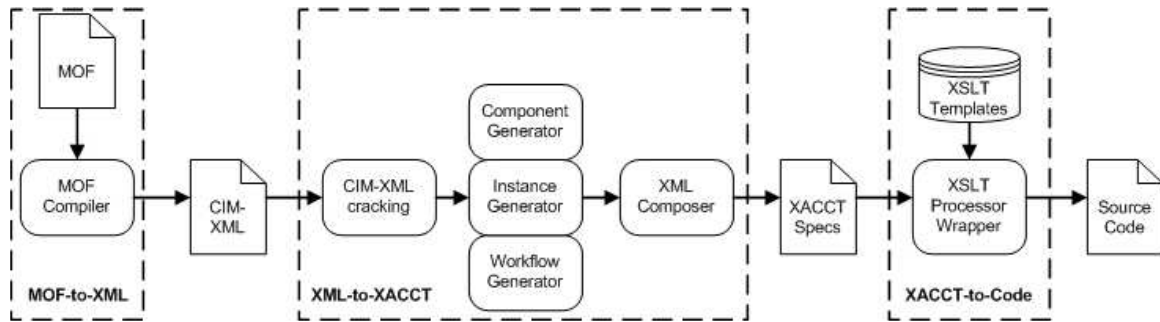 MOF
MOF
Compiler
MOF-to-XML
CIM-
XML
CIM-XML
cracking
Component
Generator
Instance
Generator
Workflow
Generator
XML
Composer
XML-to-XACCT
XACCT
Specs
XSLT
Templates
XSLT
Processor
Wrapper
XACCT-to-Code
Source
Code